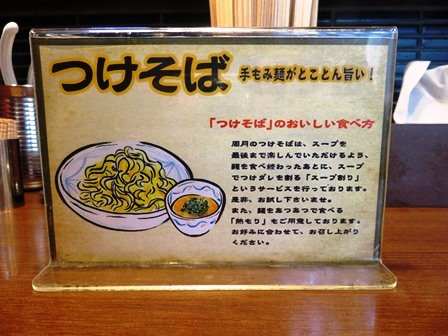 つけそば
手もみ麺がとことん旨い！
「つけそば」のおいしい食べ方
周月のつけそばは、スープを
最後まで楽しんでいただけるよう、
麺を食べ終わったあとに、スープ
でつけダレを割る「スープ割り」
というサービスを行っております。
是非、お試し下さいませ。
また、麺をあつあつで食べる
「熱もり」もご用意しております。
お好みに合わせて、お召し上がり
ください。